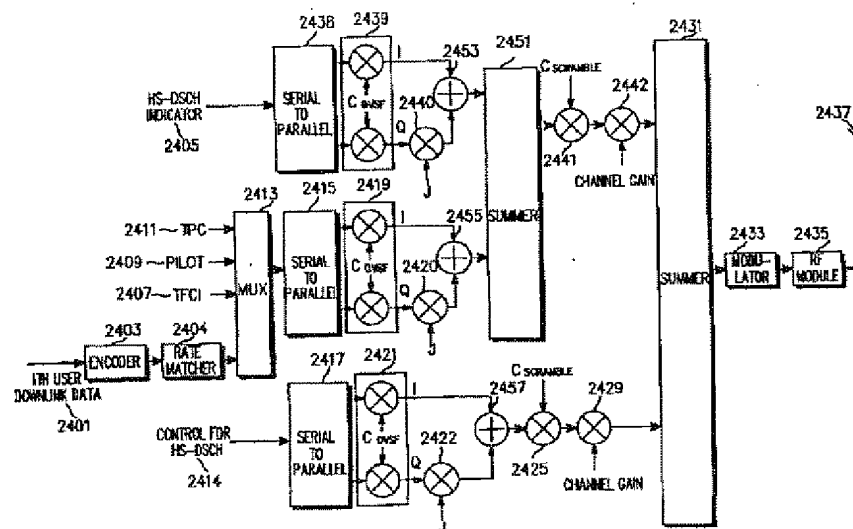 2438
2439
2453
2451
2431
I
C SCRAMBLE
2442
HS-DSCH
INDICATOR
2405
SERIAL
TO
PARALLEL
C OVSF
2440
Q
J
2441
CHANNEL GAIN
2437
2413
2415
2419
2411 TPC
2409 PILOT
2407 TFCI
MUX
SERIAL
TO
PARALLEL
I
C OVSF
2420
Q
J
2455
SUMMER
SUMMER
2433
2435
MODU-
LATOR
RF
MODULE
2403
2404
ENCODER
RATE
MATCHER
ITH USER
DOWNLINK DATA
2401
2417
2421
I
2457
C SCRAMBLE
2429
CONTROL FOR
HS-DSCH
2414
SERIAL
TO
PARALLEL
C OVSF
2422
Q
2425
CHANNEL GAIN